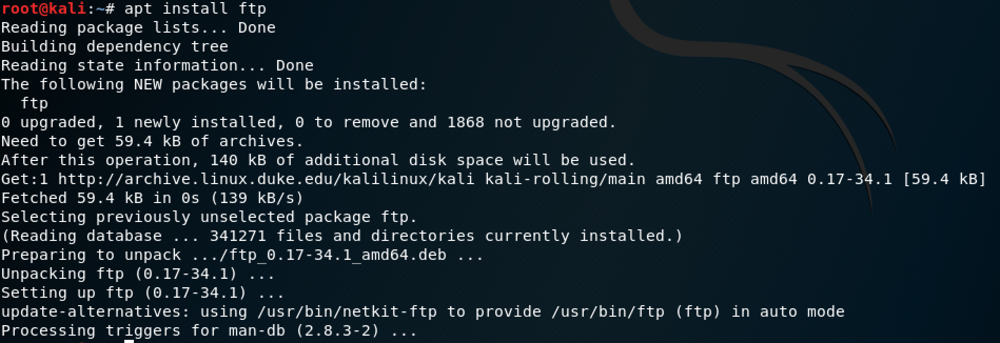 root@kali:~# apt install ftp
Reading package lists... Done
Building dependency tree
Reading state information... Done
The following NEW packages will be installed:
  ftp
0 upgraded, 1 newly installed, 0 to remove and 1868 not upgraded.
Need to get 59.4 kB of archives.
After this operation, 140 kB of additional disk space will be used.
Get:1 http://archive.linux.duke.edu/kalilinux/kali kali-rolling/main amd64 ftp amd64 0.17-34.1 [59.4 kB]
Fetched 59.4 kB in 0s (139 kB/s)
Selecting previously unselected package ftp.
(Reading database ... 341271 files and directories currently installed.)
Preparing to unpack .../ftp_0.17-34.1_amd64.deb ...
Unpacking ftp (0.17-34.1) ...
Setting up ftp (0.17-34.1) ...
update-alternatives: using /usr/bin/netkit-ftp to provide /usr/bin/ftp (ftp) in auto mode
Processing triggers for man-db (2.8.3-2) ...